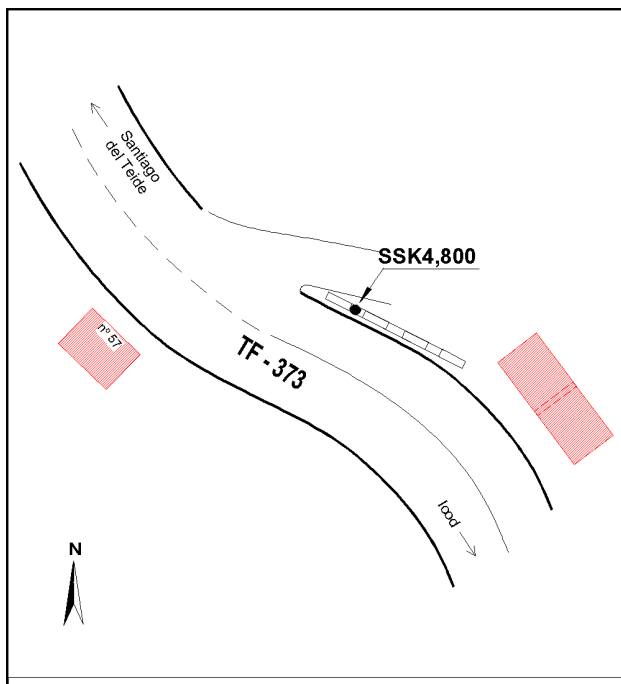 Santiago
del Teide
SSK4,800
nº 57
TF - 373
Icod
N